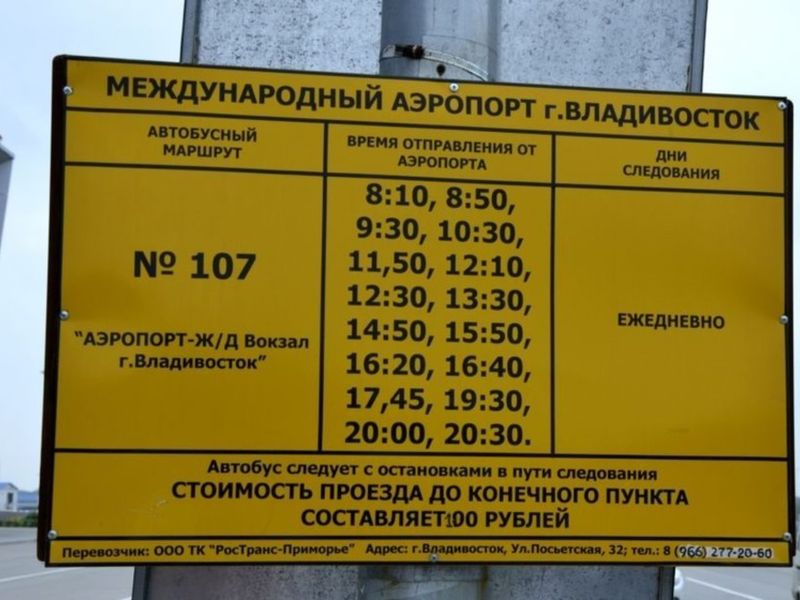 МЕЖДУНАРОДНЫЙ АЭРОПОРТ г.ВЛАДИВОСТОК
АВТОБУСНЫЙ
МАРШРУТ
ВРЕМЯ ОТПРАВЛЕНИЯ ОТ
АЭРОПОРТА
ДНИ
СЛЕДОВАНИЯ
№ 107
"АЭРОПОРТ-Ж/Д Вокзал
г.Владивосток"
8:10, 8:50,
9:30, 10:30,
11,50, 12:10,
12:30, 13:30,
14:50, 15:50,
16:20, 16:40,
17,45, 19:30,
20:00, 20:30.
ЕЖЕДНЕВНО
Автобус следует с остановками в пути следования
СТОИМОСТЬ ПРОЕЗДА ДО КОНЕЧНОГО ПУНКТА
СОСТАВЛЯЕТ100 РУБЛЕЙ
Перевозчик: ООО ТК "РосТранс-Приморье" Адрес: г.Владивосток, Ул.Посьетская, 32; тел.: 8 (966) 277-20-60